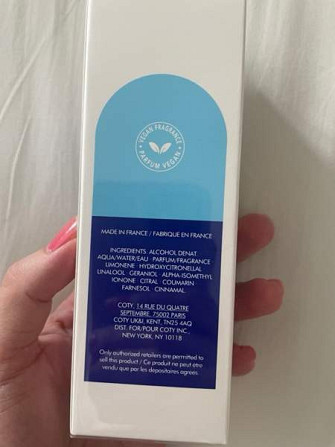 VEGAN FRAGRANCE
PARFUM VEGAN
MADE IN FRANCE / FABRIQUÉ EN FRANCE
INGREDIENTS: ALCOHOL DENAT.
AQUA/WATER/EAU · PARFUM/FRAGRANCE
LIMONENE · HYDROXYCITRONELLAL
LINALOOL · GERANIOL · ALPHA-ISOMETHYL
IONONE · CITRAL · COUMARIN
FARNESOL · CINNAMAL
COTY, 14 RUE DU QUATRE
SEPTEMBRE, 75002 PARIS
COTY UK&I, KENT, TN25 4AQ
DIST. FOR/POUR COTY INC.
NEW YORK, NY 10118
Only authorized retailers are permitted to
sell this product / Ce produit ne peut être
vendu que par les depositaires agréés.